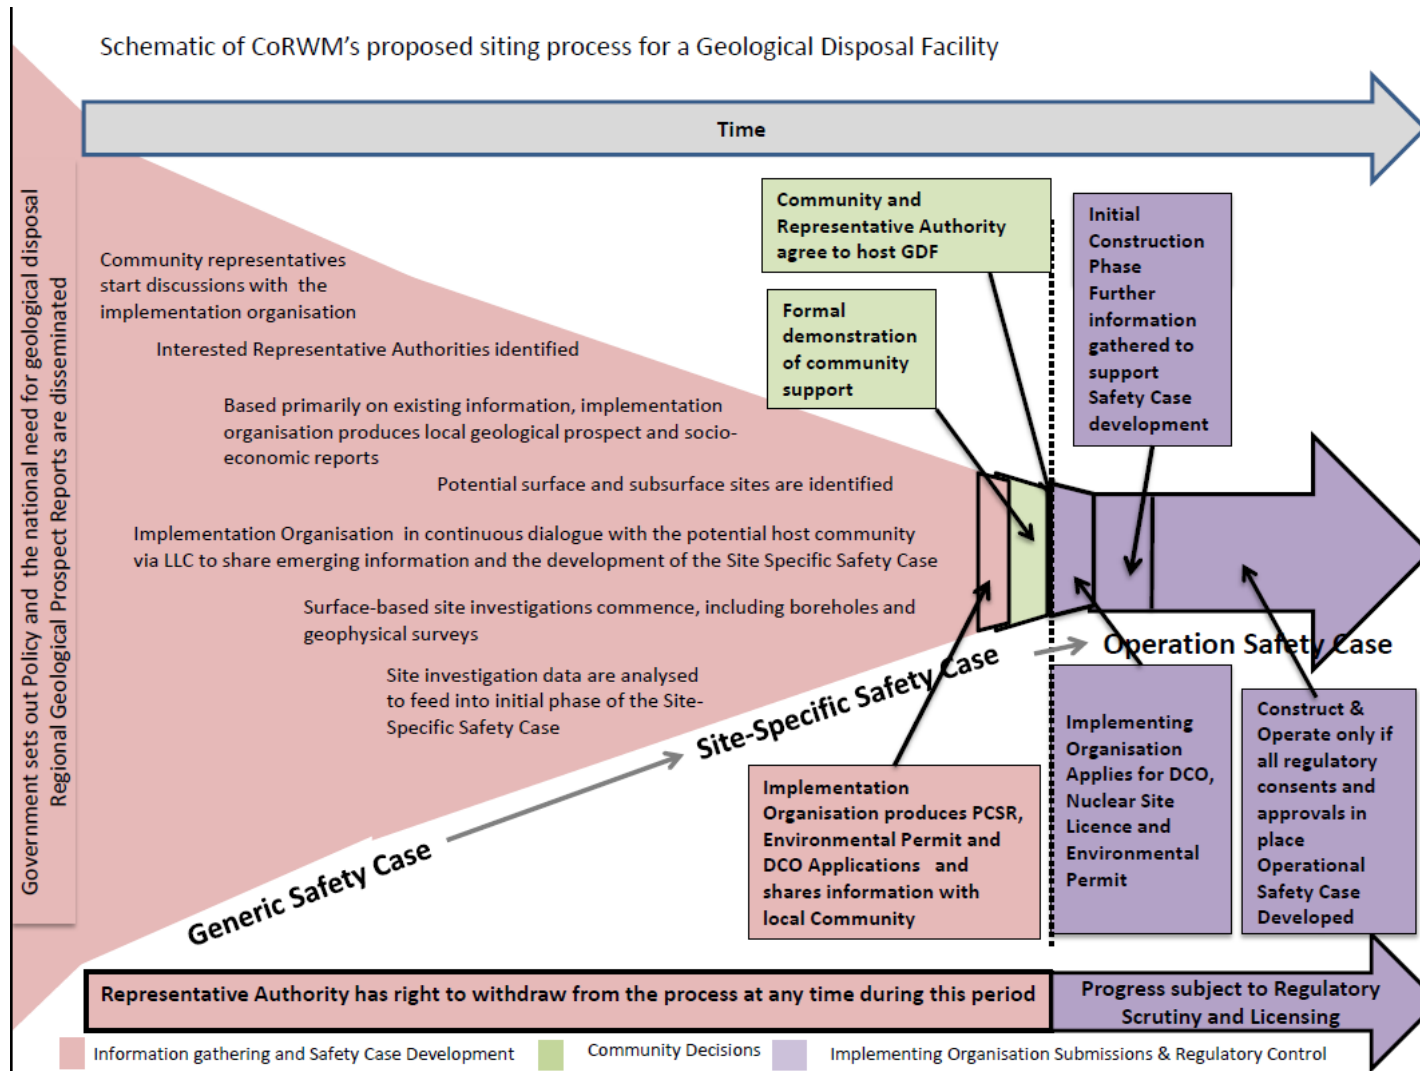 Schematic of CoRWM's proposed siting process for a Geological Disposal Facility
Time
Government sets out Policy and  the national need for geological disposal
Regional Geological Prospect Reports are disseminated
Community representatives
start discussions with  the
implementation organisation
Interested Representative Authorities identified
Based primarily on existing information, implementation
organisation produces local geological prospect and socio-
economic reports
Potential surface and subsurface sites are identified
Implementation Organisation  in continuous dialogue with the potential host community
via LLC to share emerging information and the development of the Site Specific Safety Case
Surface-based site investigations commence, including boreholes and
geophysical surveys
Site investigation data are analysed
to feed into initial phase of the Site-
Specific Safety Case
Community and
Representative Authority
agree to host GDF
Formal
demonstration
of community
support
Initial
Construction
Phase
Further
information
gathered to
support
Safety Case
development
Generic Safety Case
Site-Specific Safety Case
Operation Safety Case
Implementation
Organisation produces PCSR,
Environmental Permit and
DCO Applications   and
shares information with
local Community
Implementing
Organisation
Applies for DCO,
Nuclear Site
Licence and
Environmental
Permit
Construct &
Operate only if
all regulatory
consents and
approvals in
place
Operational
Safety Case
Developed
Representative Authority has right to withdraw from the process at any time during this period
Progress subject to Regulatory
Scrutiny and Licensing
Information gathering and Safety Case Development
Community Decisions
Implementing Organisation Submissions & Regulatory Control